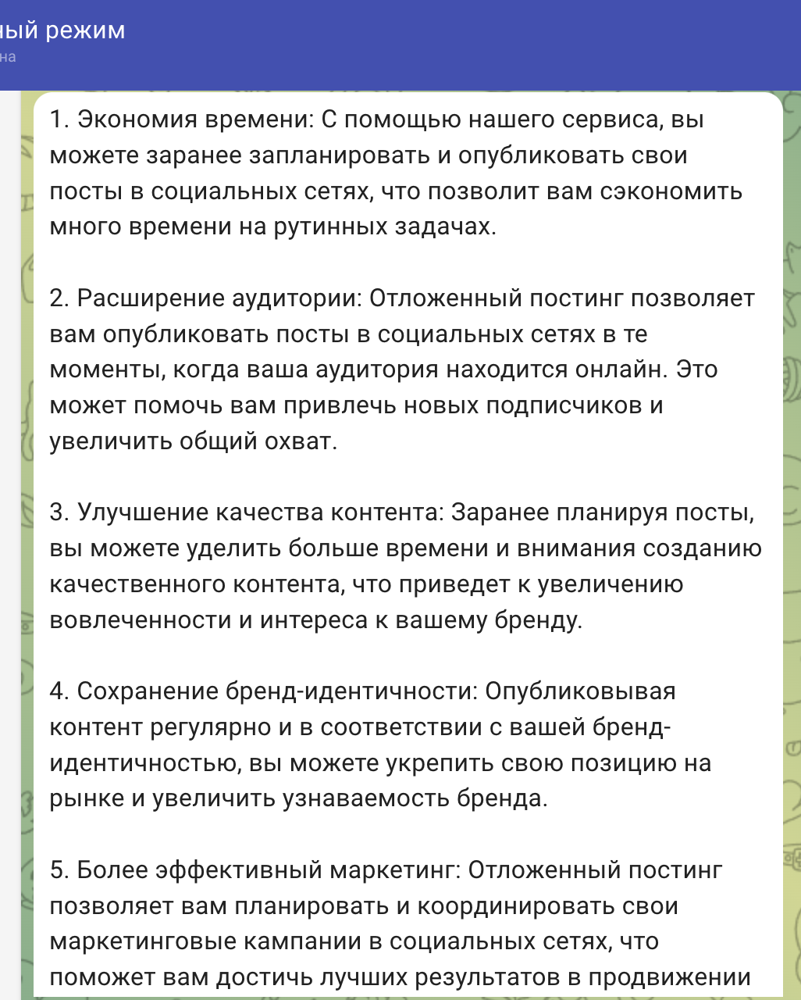 ый режим
на
1. Экономия времени: С помощью нашего сервиса, вы
можете заранее запланировать и опубликовать свои
посты в социальных сетях, что позволит вам сэкономить
много времени на рутинных задачах.
2. Расширение аудитории: Отложенный постинг позволяет
вам опубликовать посты в социальных сетях в те
моменты, когда ваша аудитория находится онлайн. Это
может помочь вам привлечь новых подписчиков и
увеличить общий охват.
3. Улучшение качества контента: Заранее планируя посты,
вы можете уделить больше времени и внимания созданию
качественного контента, что приведет к увеличению
вовлеченности и интереса к вашему бренду.
4. Сохранение бренд-идентичности: Опубликовывая
контент регулярно и в соответствии с вашей бренд-
идентичностью, вы можете укрепить свою позицию на
рынке и увеличить узнаваемость бренда.
5. Более эффективный маркетинг: Отложенный постинг
позволяет вам планировать и координировать свои
маркетинговые кампании в социальных сетях, что
поможет вам достичь лучших результатов в продвижении